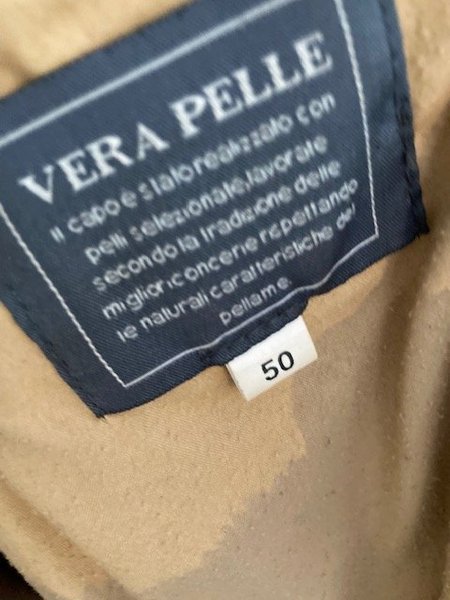 VERA PELLE
Il capo è stato realizzato con
pelli selezionate, lavorate
secondo la tradizione delle
migliori concerie rispettando
le naturali caratteristiche del
pellame.
50